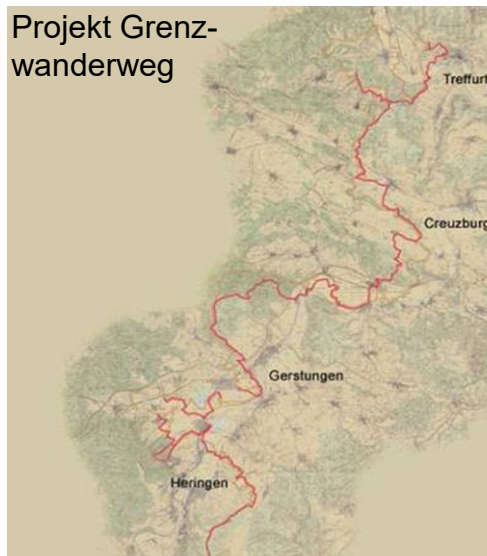 Projekt Grenz-
wanderweg
Treffurt
Creuzburg
Gerstungen
Heringen